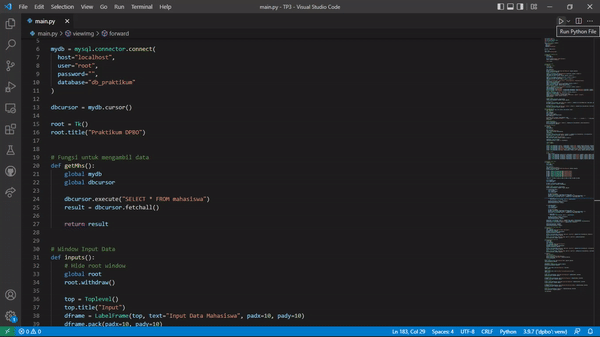 File Edit Selection View Go Run Terminal Help
main.py - TP3 - Visual Studio Code
main.py
Run Python File
main.py > viewImg > forward
5
6 mydb = mysql.connector.connect(
7 host="localhost",
8 user="root",
9 password="",
10 database="db_praktikum"
11 )
12
13 dbcursor = mydb.cursor()
14
15 root = Tk()
16 root.title("Praktikum DPBO")
17
18
19 # Fungsi untuk mengambil data
20 def getMhs():
21 global mydb
22 global dbcursor
23
24 dbcursor.execute("SELECT * FROM mahasiswa")
25 result = dbcursor.fetchall()
26
27 return result
28
29
30 # Window Input Data
31 def inputs():
32 # Hide root window
33 global root
34 root.withdraw()
35
36 top = Toplevel()
37 top.title("Input")
38 dframe = LabelFrame(top, text="Input Data Mahasiswa", padx=10, pady=10)
39 dframe.pack(padx=10, pady=10)
0 0
Ln 183, Col 29 Spaces: 4 UTF-8 CRLF Python 3.9.7 ('dpbo': venv)